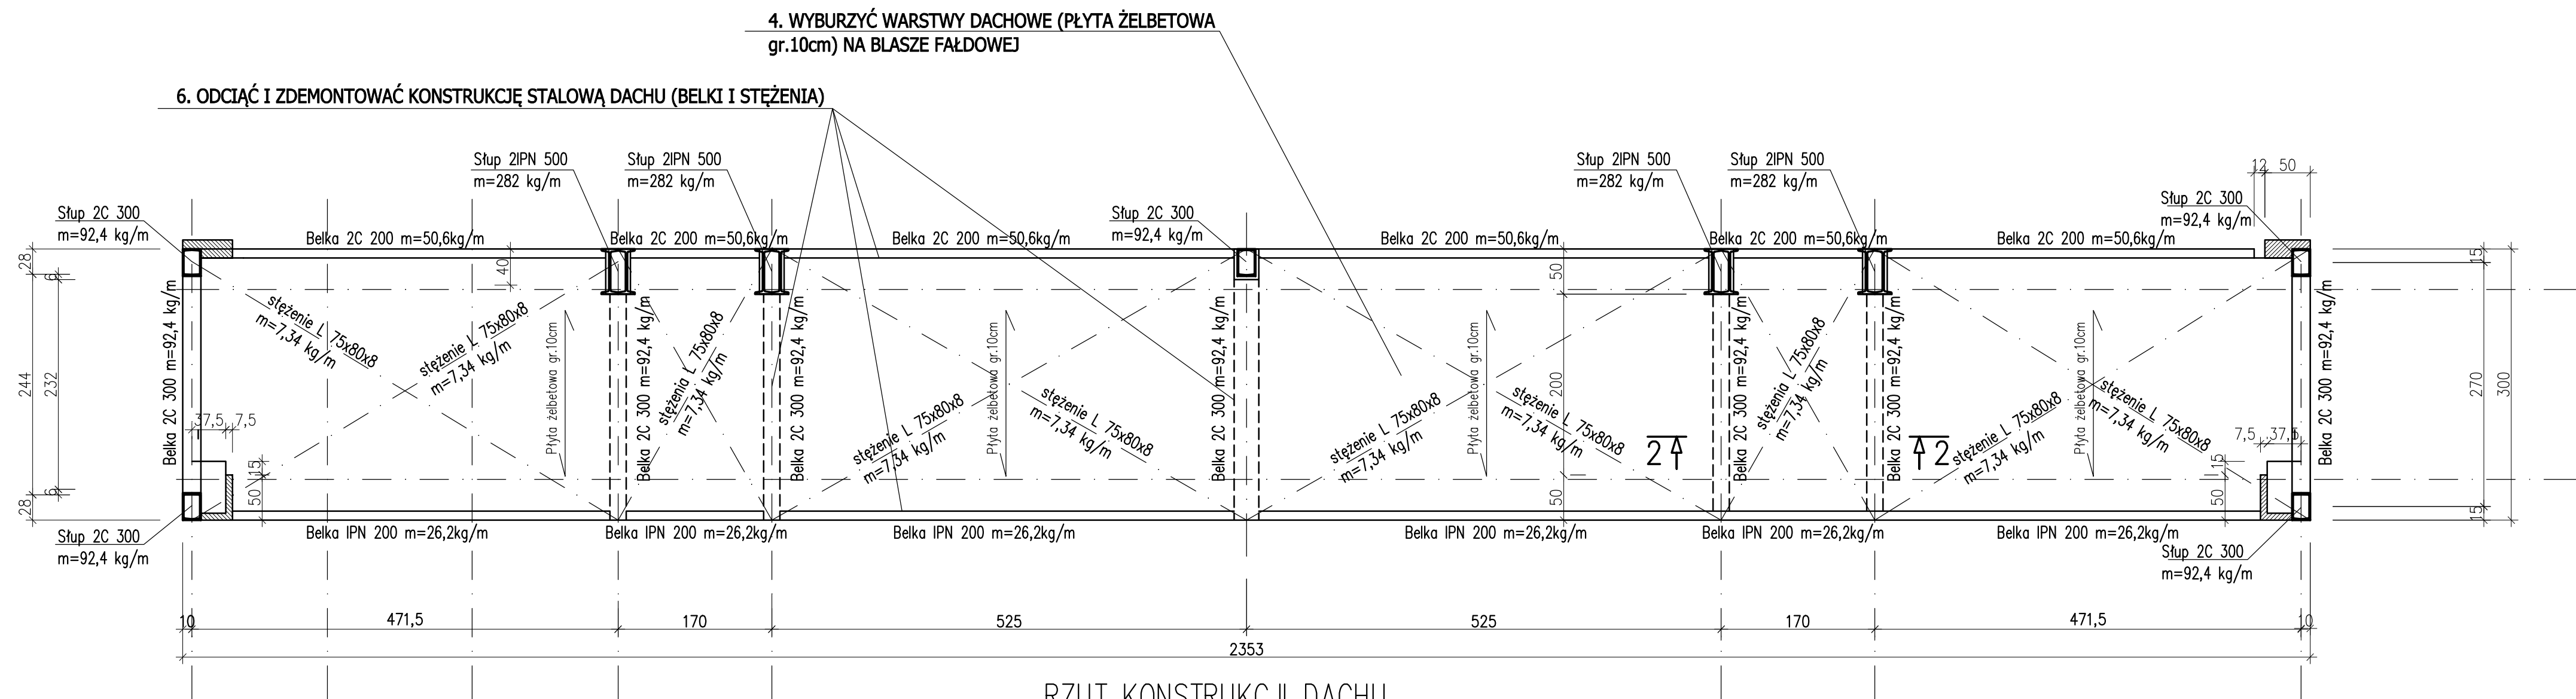 4. WYBURZYĆ WARSTWY DACHOWE (PŁYTA ŻELBETOWA
gr.10cm) NA BLASZE FAŁDOWEJ
6. ODCIĄĆ I ZDEMONTOWAĆ KONSTRUKCJĘ STALOWĄ DACHU (BELKI I STĘŻENIA)
Słup 2IPN 500
m=282 kg/m
Słup 2IPN 500
m=282 kg/m
Słup 2IPN 500
m=282 kg/m
Słup 2IPN 500
m=282 kg/m
12 50
Słup 2C 300
m=92,4 kg/m
Słup 2C 300
m=92,4 kg/m
Słup 2C 300
m=92,4 kg/m
Belka 2C 200 m=50,6kg/m
Belka 2C 200 m=50,6kg/m
Belka 2C 200 m=50,6kg/m
Belka 2C 200 m=50,6kg/m
Belka 2C 200 m=50,6kg/m
Belka 2C 200 m=50,6kg/m
28
6
244
232
6
28
40
50
200
50
15
270
300
15
Belka 2C 300 m=92,4 kg/m
stężenie L 75x80x8
m=7,34 kg/m
stężenie L 75x80x8
m=7,34 kg/m
Płyta żelbetowa gr.10cm
Belka 2C 300 m=92,4 kg/m
stężenia L 75x80x8
m=7,34 kg/m
Belka 2C 300 m=92,4 kg/m
stężenie L 75x80x8
m=7,34 kg/m
Płyta żelbetowa gr.10cm
stężenie L 75x80x8
m=7,34 kg/m
Belka 2C 300 m=92,4 kg/m
stężenie L 75x80x8
m=7,34 kg/m
Płyta żelbetowa gr.10cm
stężenie L 75x80x8
m=7,34 kg/m
2
Belka 2C 300 m=92,4 kg/m
stężenia L 75x80x8
m=7,34 kg/m
Belka 2C 300 m=92,4 kg/m
2
stężenie L 75x80x8
m=7,34 kg/m
Płyta żelbetowa gr.10cm
stężenie L 75x80x8
m=7,34 kg/m
Belka 2C 300 m=92,4 kg/m
37,5 7,5
15
50
7,5 37,5
15
50
Belka IPN 200 m=26,2kg/m
Belka IPN 200 m=26,2kg/m
Belka IPN 200 m=26,2kg/m
Belka IPN 200 m=26,2kg/m
Belka IPN 200 m=26,2kg/m
Belka IPN 200 m=26,2kg/m
Słup 2C 300
m=92,4 kg/m
Słup 2C 300
m=92,4 kg/m
10 471,5 170 525 525 170 471,5 10
2353
RZUT KONSTRUKCJI DACHU